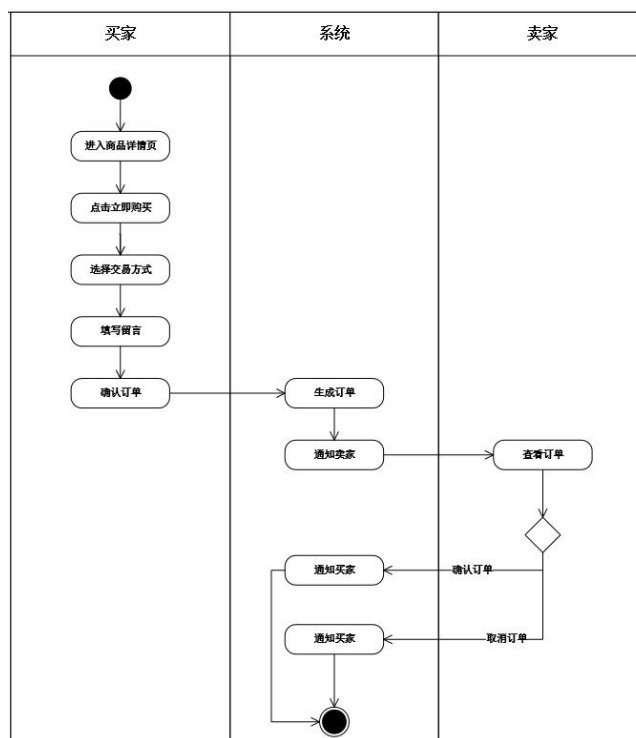 买家
系统
卖家
进入商品详情页
点击立即购买
选择交易方式
填写留言
确认订单
生成订单
通知卖家
查看订单
通知买家
确认订单
通知买家
取消订单